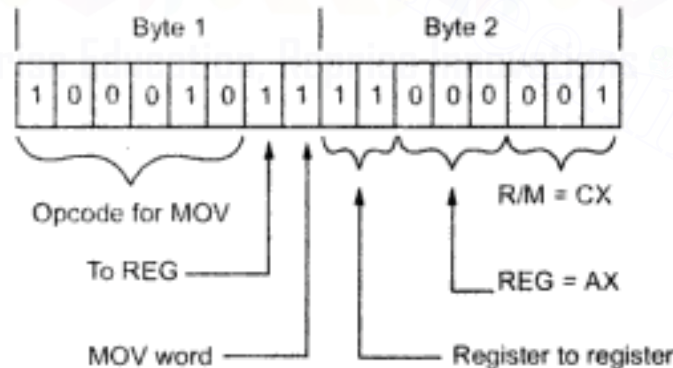 Byte 1 Byte 2
1 0 0 0 1 0 1 1 1 1 0 0 0 0 0 1
Opcode for MOV R/M = CX
To REG REG = AX
MOV word Register to register